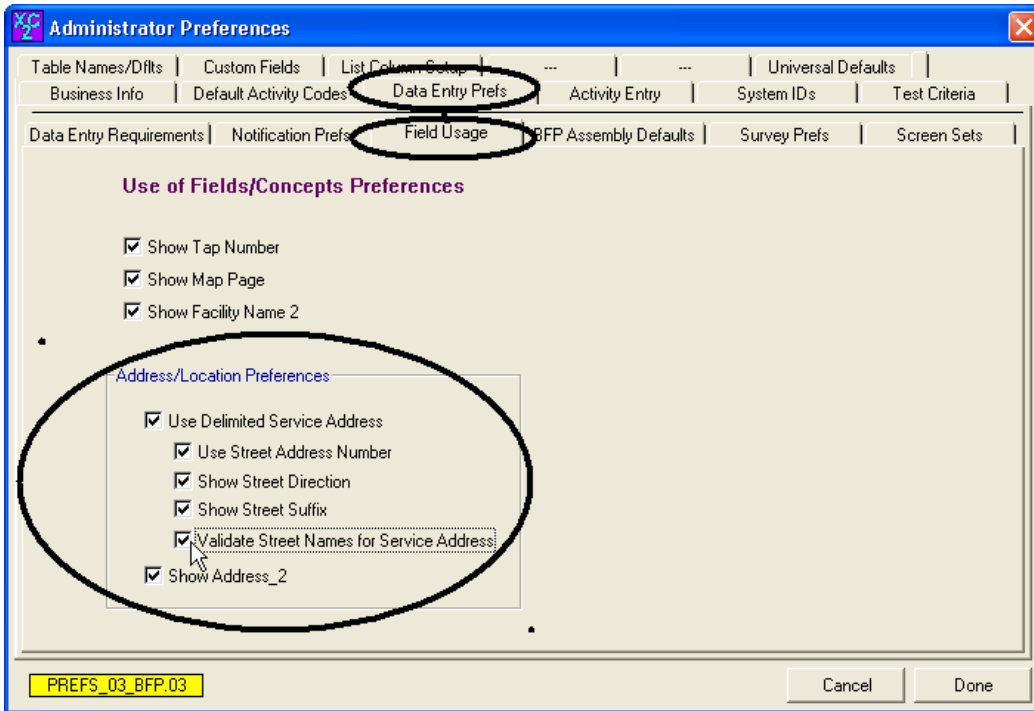 XC2 Administrator Preferences
Table Names/Dflts Custom Fields List Column Setup --- --- Universal Defaults
Business Info Default Activity Codes Data Entry Prefs Activity Entry System IDs Test Criteria
Data Entry Requirements Notification Prefs Field Usage BFP Assembly Defaults Survey Prefs Screen Sets
Use of Fields/Concepts Preferences
Show Tap Number
Show Map Page
Show Facility Name 2
Address/Location Preferences
Use Delimited Service Address
Use Street Address Number
Show Street Direction
Show Street Suffix
Validate Street Names for Service Address
Show Address_2
PREFS_03_BFP.03 Cancel Done